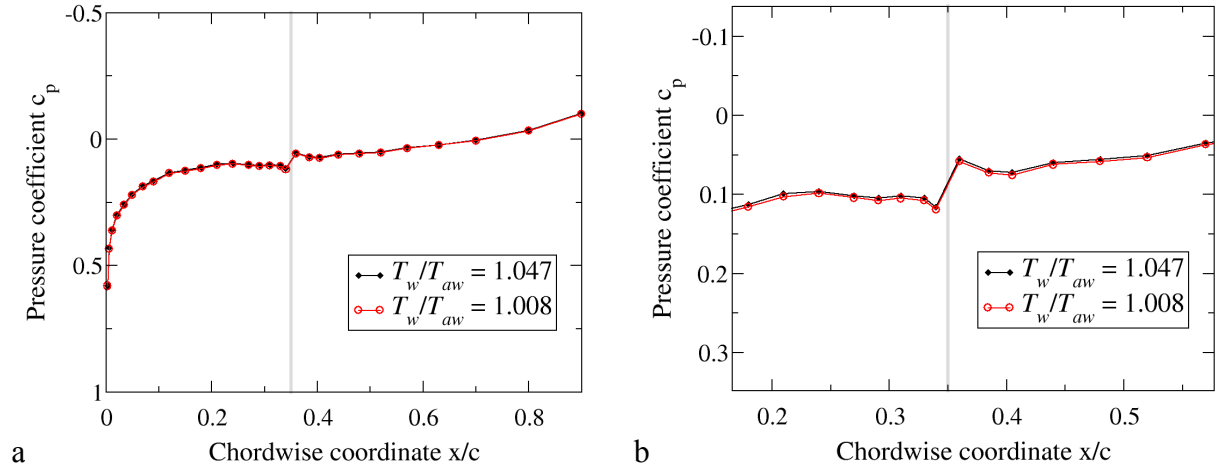 -0.5
0
0.5
1
Pressure coefficient c_p
0
0.2
0.4
0.6
0.8
Chordwise coordinate x/c
T_w/T_aw = 1.047
T_w/T_aw = 1.008
a
-0.1
0
0.1
0.2
0.3
Pressure coefficient c_p
0.2
0.3
0.4
0.5
Chordwise coordinate x/c
T_w/T_aw = 1.047
T_w/T_aw = 1.008
b